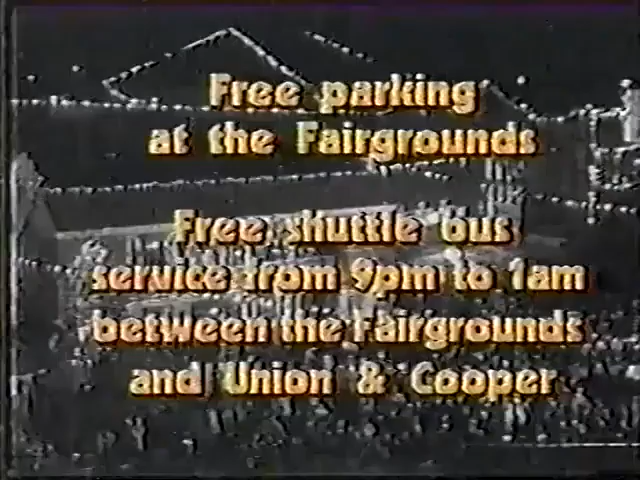 Free parking
at the Fairgrounds
Free shuttle bus
service from 9pm to 1am
between the Fairgrounds
and Union & Cooper